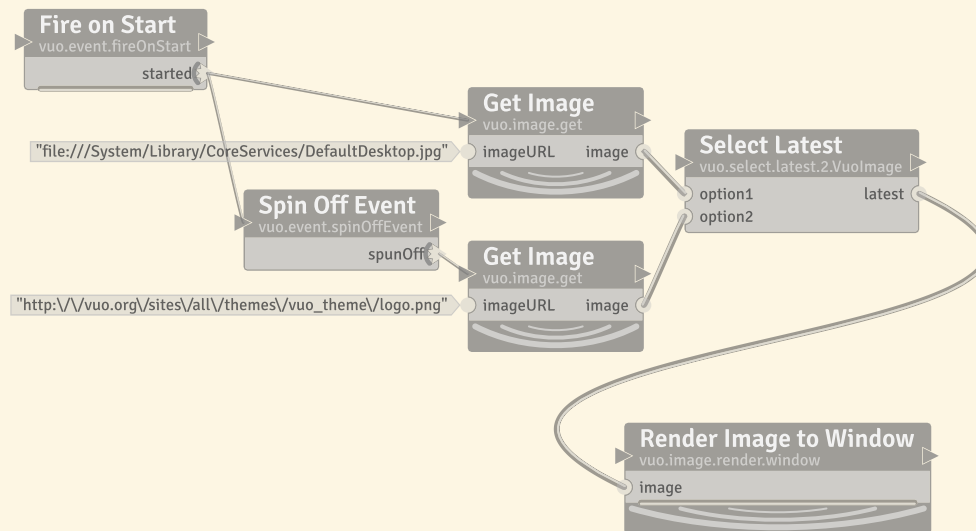 Fire on Start
vuo.event.fireOnStart
started
Get Image
vuo.image.get
"file:///System/Library/CoreServices/DefaultDesktop.jpg"
imageURL image
Select Latest
vuo.select.latest.2.VuoImage
option1 latest
option2
Spin Off Event
vuo.event.spinOffEvent
spunOff
Get Image
vuo.image.get
"http:\/\/vuo.org\/sites\/all\/themes\/vuo_theme\/logo.png"
imageURL image
Render Image to Window
vuo.image.render.window
image